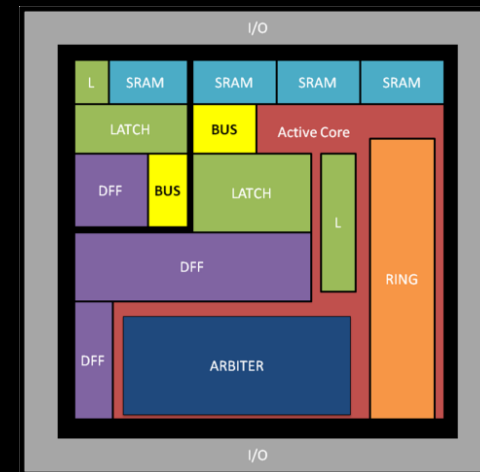 I/O
L
SRAM
SRAM
SRAM
SRAM
LATCH
BUS
Active Core
DFF
BUS
LATCH
L
DFF
RING
DFF
ARBITER
I/O